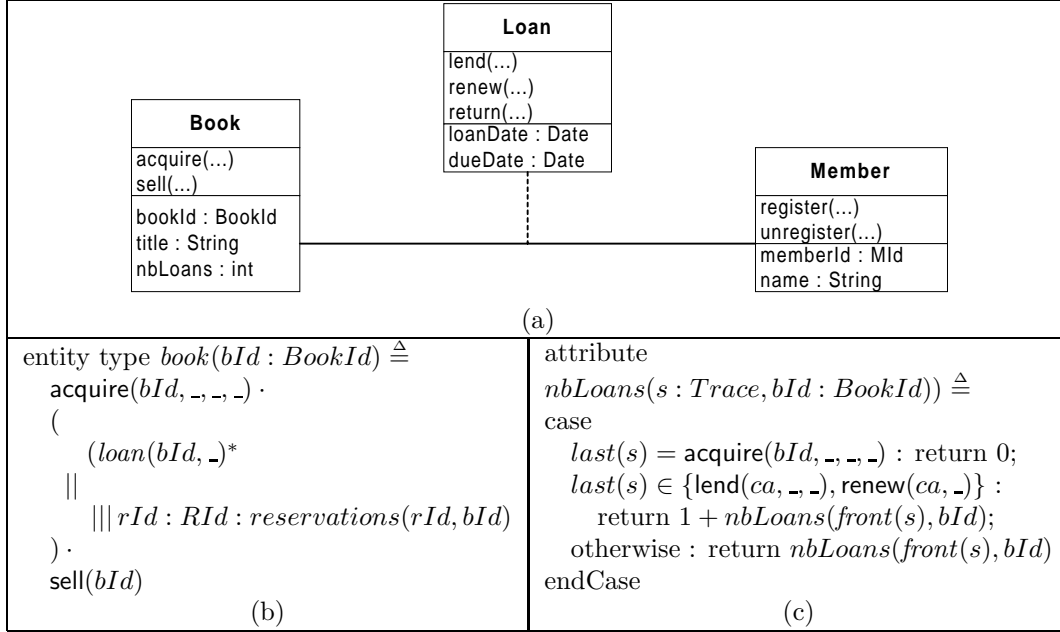 Loan
lend(...)
renew(...)
return(...)
loanDate : Date
dueDate : Date
Book
acquire(...)
sell(...)
bookId : BookId
title : String
nbLoans : int
Member
register(...)
unregister(...)
memberId : MId
name : String
(a)
entity type book(bId : BookId) ≜
acquire(bId, _, _, _) ·
(
(loan(bId, _)*
||
||| rId : RId : reservations(rId, bId)
) ·
sell(bId)
(b)
attribute
nbLoans(s : Trace, bId : BookId)) ≜
case
last(s) = acquire(bId, _, _, _) : return 0;
last(s) ∈ {lend(ca, _, _), renew(ca, _)} :
return 1 + nbLoans(front(s), bId);
otherwise : return nbLoans(front(s), bId)
endCase
(c)